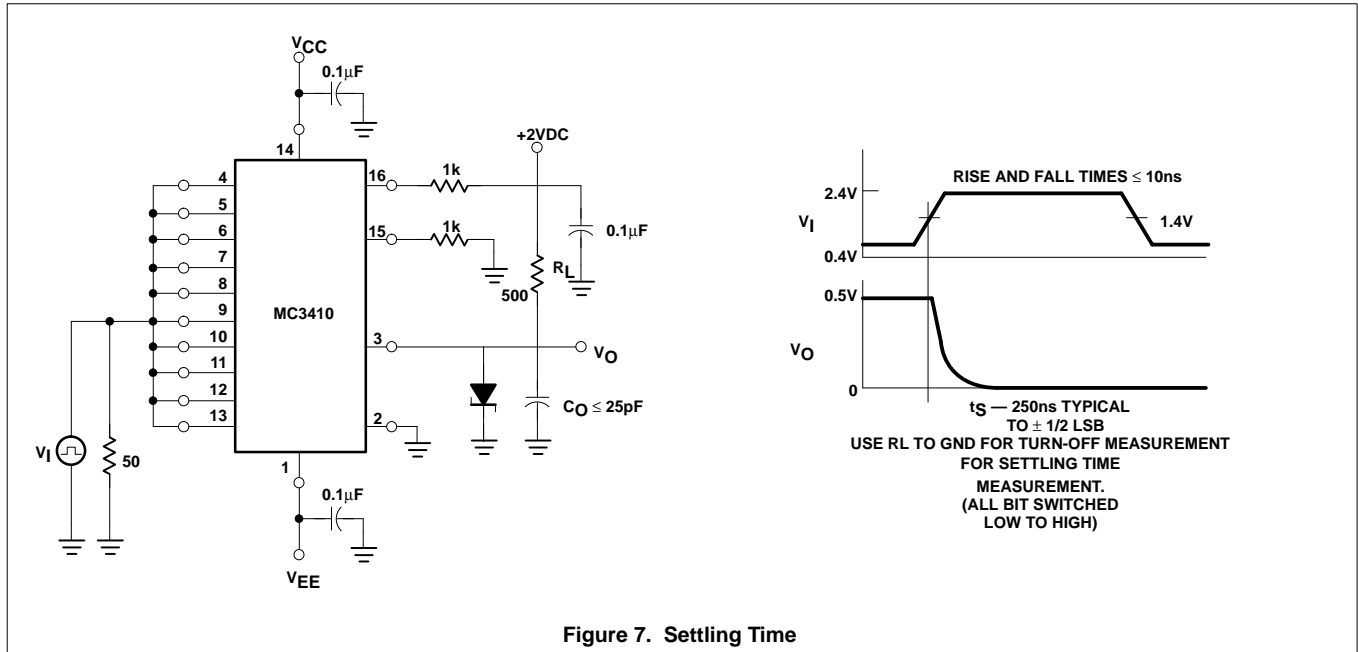 VCC
0.1μF
14
+2VDC
4
5
6
7
8
9
10
11
12
13
16
1k
15
1k
0.1μF
RL
500
MC3410
3
VO
CO ≤ 25pF
2
VI
50
1
0.1μF
VEE
RISE AND FALL TIMES ≤ 10ns
2.4V
VI
1.4V
0.4V
0.5V
VO
0
tS — 250ns TYPICAL
TO ± 1/2 LSB
USE RL TO GND FOR TURN-OFF MEASUREMENT
FOR SETTLING TIME
MEASUREMENT.
(ALL BIT SWITCHED
LOW TO HIGH)
Figure 7. Settling Time